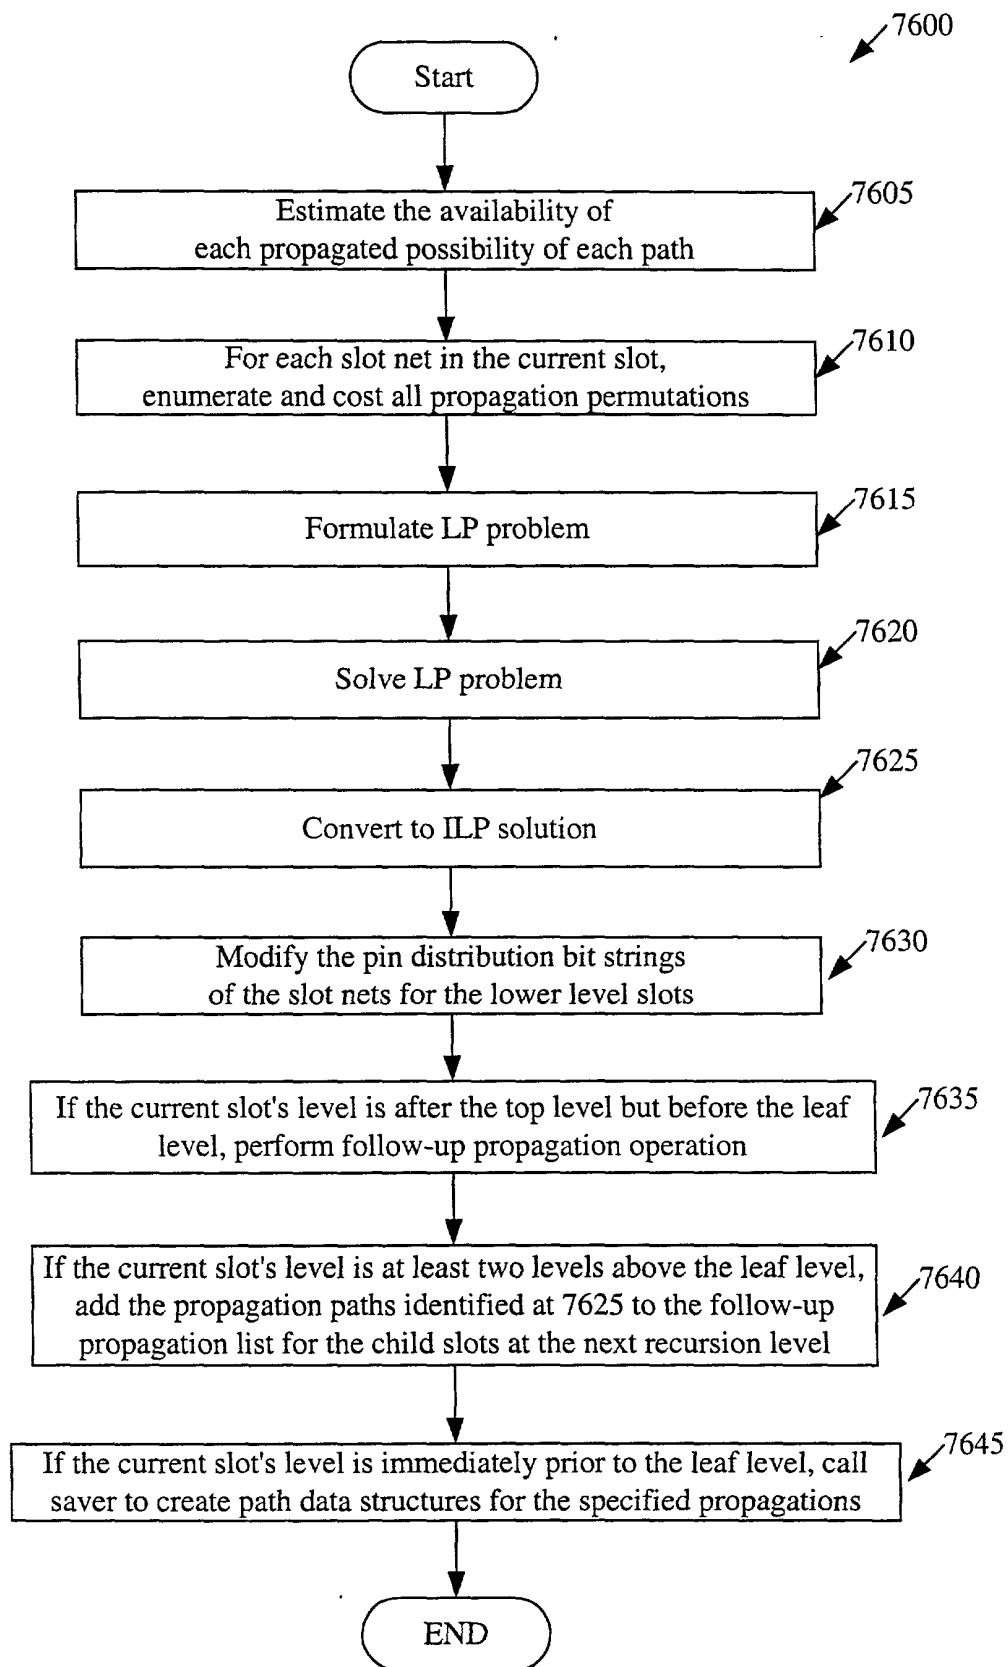 7600
Start
7605
Estimate the availability of
each propagated possibility of each path
7610
For each slot net in the current slot,
enumerate and cost all propagation permutations
7615
Formulate LP problem
7620
Solve LP problem
7625
Convert to ILP solution
7630
Modify the pin distribution bit strings
of the slot nets for the lower level slots
7635
If the current slot's level is after the top level but before the leaf
level, perform follow-up propagation operation
7640
If the current slot's level is at least two levels above the leaf level,
add the propagation paths identified at 7625 to the follow-up
propagation list for the child slots at the next recursion level
7645
If the current slot's level is immediately prior to the leaf level, call
saver to create path data structures for the specified propagations
END